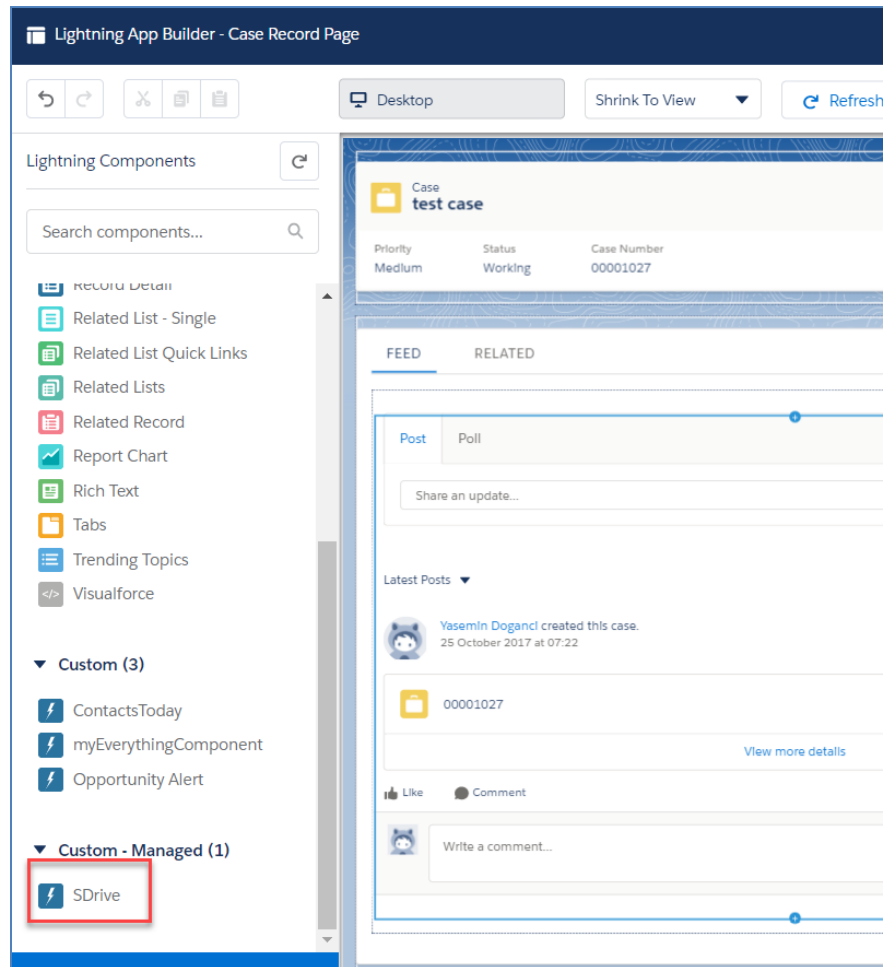 Lightning App Builder - Case Record Page
Desktop
Shrink To View
Refresh
Lightning Components
Search components...
Record Detail
Related List - Single
Related List Quick Links
Related Lists
Related Record
Report Chart
Rich Text
Tabs
Trending Topics
Visualforce
Custom (3)
ContactsToday
myEverythingComponent
Opportunity Alert
Custom - Managed (1)
SDrive
Case
test case
Priority Status Case Number
Medium Working 00001027
FEED RELATED
Post Poll
Share an update...
Latest Posts
Yasemin Doganci created this case.
25 October 2017 at 07:22
00001027
View more details
Like Comment
Write a comment...